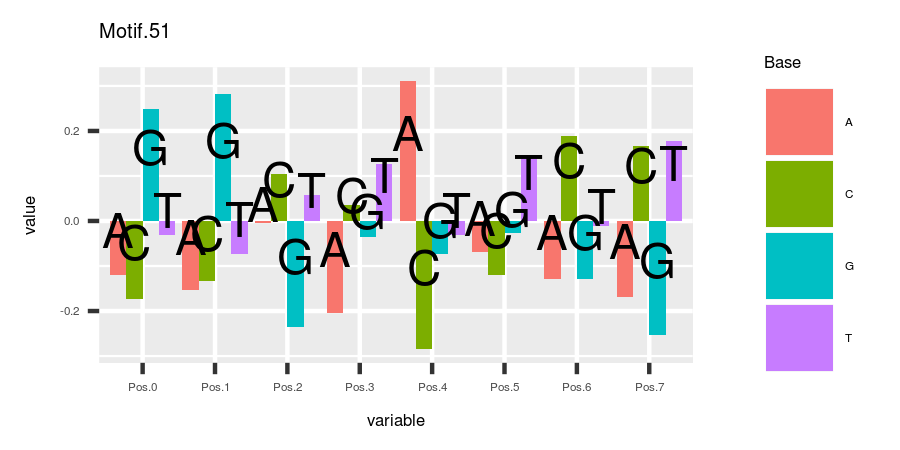 Motif.51
Base
A
C
G
T
value
0.2
0.0
-0.2
A C G T A C G T A C G T A C G T A C G T A C G T A C G T A C G T
Pos.0 Pos.1 Pos.2 Pos.3 Pos.4 Pos.5 Pos.6 Pos.7
variable